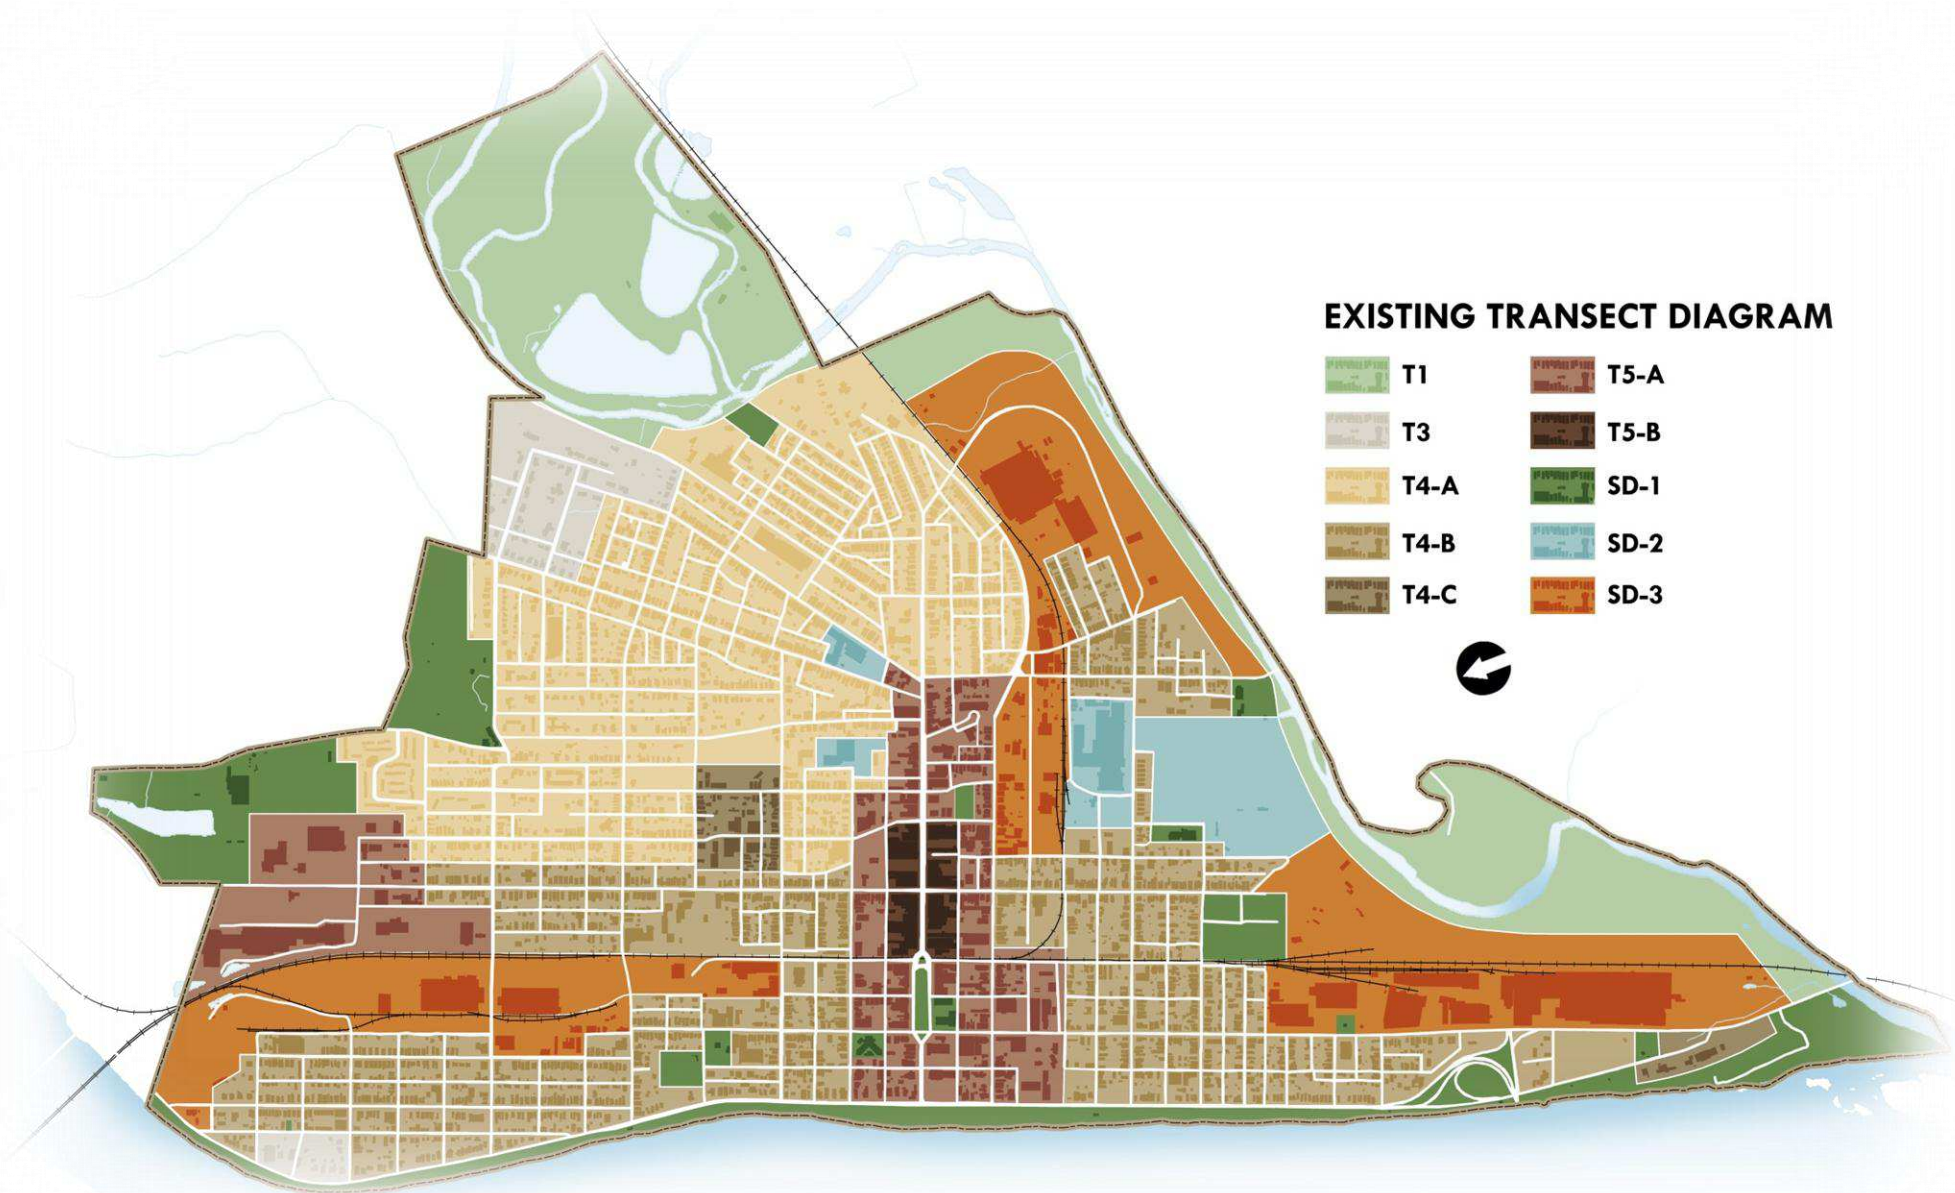 EXISTING TRANSECT DIAGRAM
T1
T3
T4-A
T4-B
T4-C
T5-A
T5-B
SD-1
SD-2
SD-3